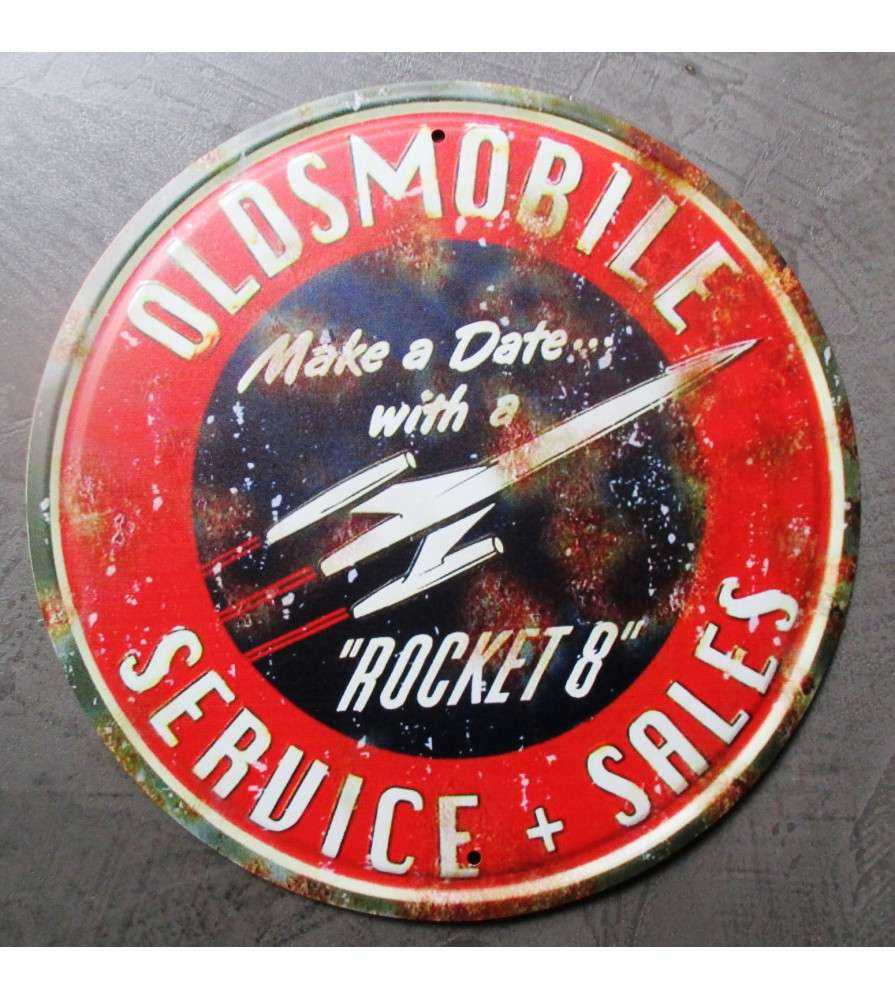 OLDSMOBILE
Make a Date...
with a
"ROCKET 8"
SERVICE + SALES